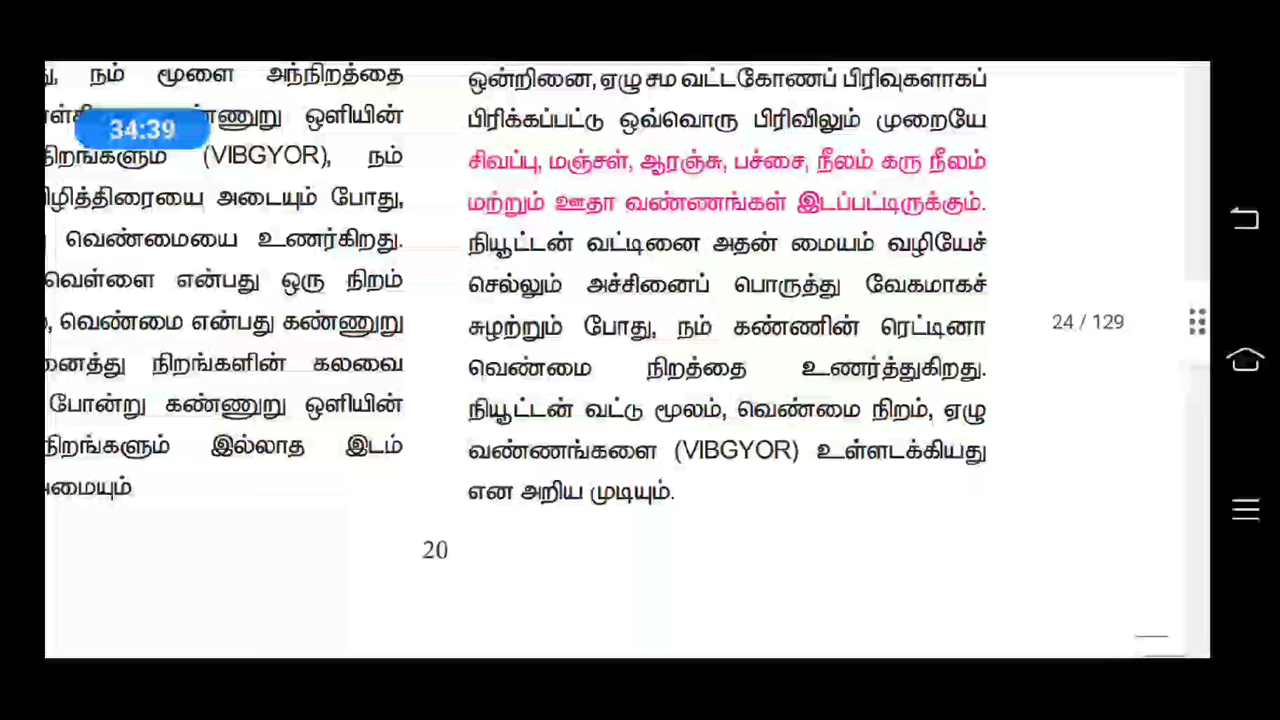 நம் மூளை அந்நிறத்தை
ஒளியின்
34:39
(VIBGYOR), நம்
அடையும் போது,
வெண்மையை உணர்கிறது.
வெள்ளை என்பது ஒரு நிறம்
வெண்மை என்பது கண்ணுறு
நிறங்களின் கலவை
போன்று கண்ணுறு ஒளியின்
நிறங்களும் இல்லாத இடம்
ஒன்றினை, ஏழு சம வட்டகோணப் பிரிவுகளாகப்
பிரிக்கப்பட்டு ஒவ்வொரு பிரிவிலும் முறையே
சிவப்பு, மஞ்சள், ஆரஞ்சு, பச்சை, நீலம் கரு நீலம்
மற்றும் ஊதா வண்ணங்கள் இடப்பட்டிருக்கும்.
நியூட்டன் வட்டினை அதன் மையம் வழியேச்
செல்லும் அச்சினைப் பொருத்து வேகமாகச்
சுழற்றும் போது, நம் கண்ணின் ரெட்டினா
வெண்மை நிறத்தை உணர்த்துகிறது.
நியூட்டன் வட்டு மூலம், வெண்மை நிறம், ஏழு
வண்ணங்களை (VIBGYOR) உள்ளடக்கியது
என அறிய முடியும்.
20
24 / 129